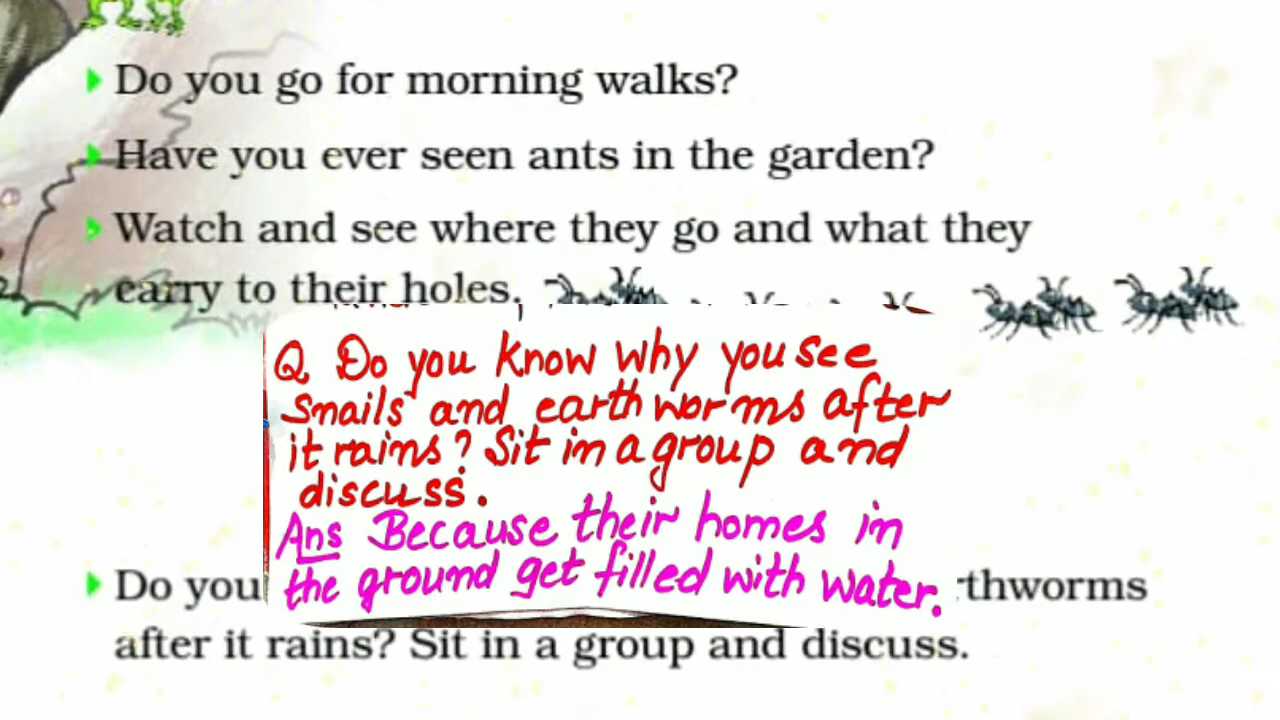 Do you go for morning walks?
Have you ever seen ants in the garden?
Watch and see where they go and what they
carry to their holes.
Q. Do you know why you see
snails and earthworms after
it rains? Sit in a group and
discuss.
Ans Because their homes in
the ground get filled with water.
Do you
thworms
after it rains? Sit in a group and discuss.